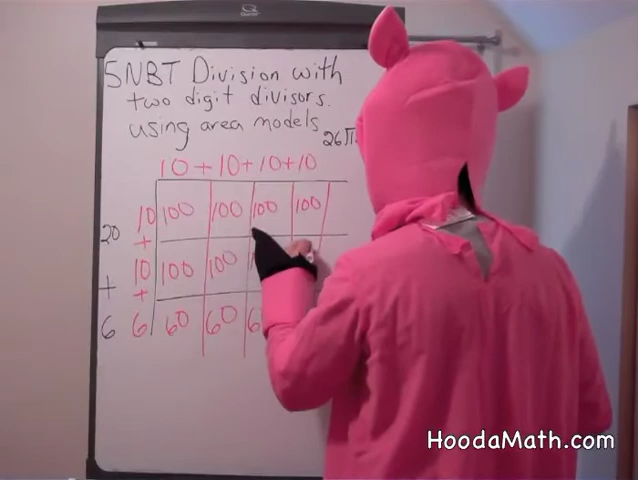 5NBT Division with
two digit divisors.
using area models
26
10+10+10+10
20 10 100 100 100 100
+ +
10 100 100
+
6 6 60 60 6
HoodaMath.com